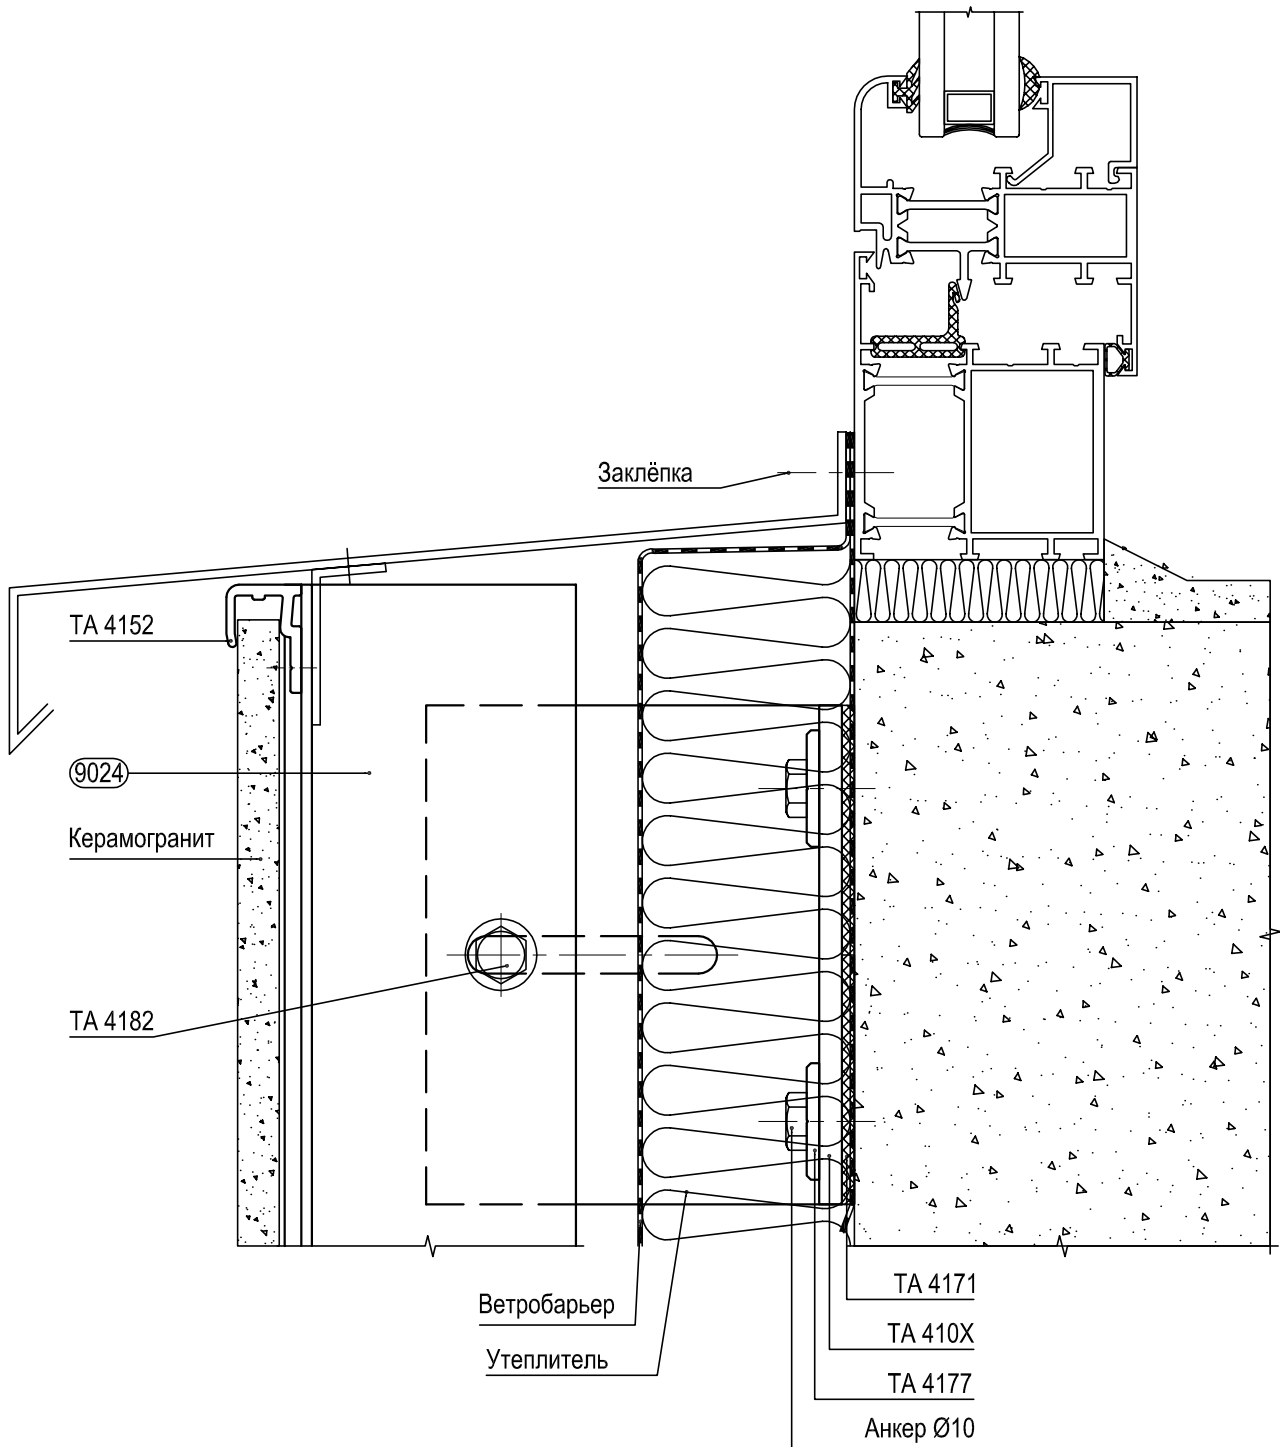 Заклёпка
ТА 4152
9024
Керамогранит
ТА 4182
Ветробарьер
Утеплитель
ТА 4171
ТА 410Х
ТА 4177
Анкер Ø10